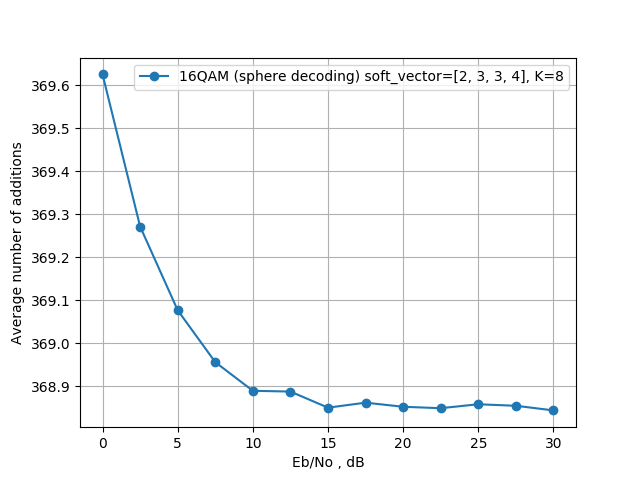 16QAM (sphere decoding) soft_vector=[2, 3, 3, 4], K=8
Average number of additions
369.6
369.5
369.4
369.3
369.2
369.1
369.0
368.9
0 5 10 15 20 25 30
Eb/No , dB